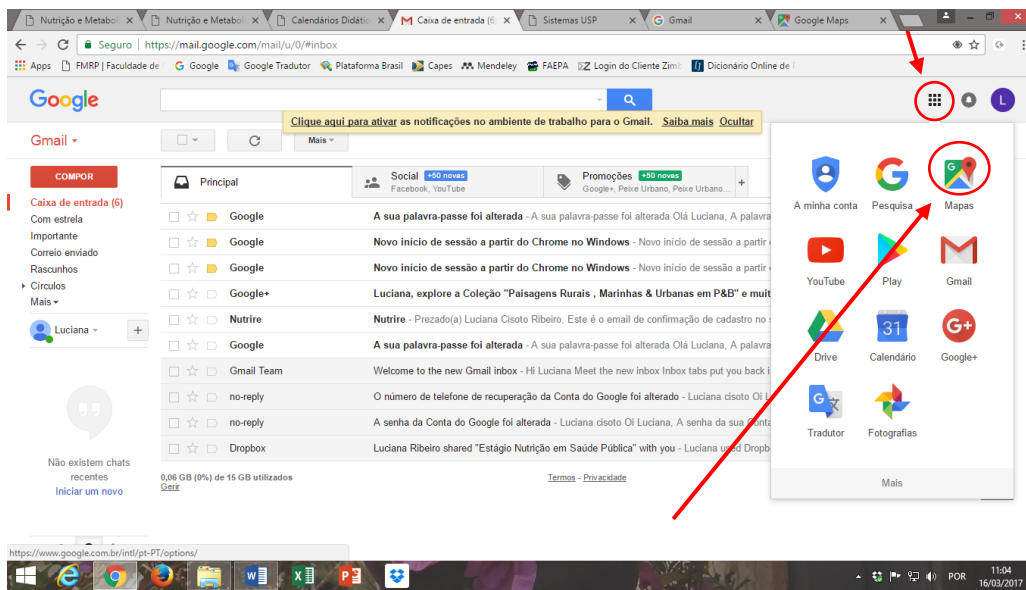 Nutrição e Metabol
Nutrição e Metabol
Calendários Didátic
Caixa de entrada (6)
Sistemas USP
Gmail
Google Maps
Seguro
https://mail.google.com/mail/u/0/#inbox
Apps
FMRP | Faculdade de
Google
Google Tradutor
Plataforma Brasil
Capes
Mendeley
FAEPA
Login do Cliente Zimb
Dicionário Online de
Google
L
Clique aqui para ativar as notificações no ambiente de trabalho para o Gmail. Saiba mais Ocultar
Gmail
Mais
COMPOR
Caixa de entrada (6)
Com estrela
Importante
Correio enviado
Rascunhos
Círculos
Mais
Luciana
+
Não existem chats
recentes
Iniciar um novo
Principal
Social +50 novas
Facebook, YouTube
Promoções +50 novas
Google+, Peixe Urbano, Peixe Urbano...
+
Google A sua palavra-passe foi alterada - A sua palavra-passe foi alterada Olá Luciana, A palavra
Google Novo início de sessão a partir do Chrome no Windows - Novo início de sessão a partir
Google Novo início de sessão a partir do Chrome no Windows - Novo início de sessão a partir
Google+ Luciana, explore a Coleção "Paisagens Rurais , Marinhas & Urbanas em P&B" e muit
Nutrire Nutrire - Prezado(a) Luciana Cisoto Ribeiro, Este é o email de confirmação de cadastro no
Google A sua palavra-passe foi alterada - A sua palavra-passe foi alterada Olá Luciana, A palavra
Gmail Team Welcome to the new Gmail inbox - Hi Luciana Meet the new inbox Inbox tabs put you back i
no-reply O número de telefone de recuperação da Conta do Google foi alterado - Luciana cisoto Oi L
no-reply A senha da Conta do Google foi alterada - Luciana cisoto Oi Luciana, A senha da sua Conta
Dropbox Luciana Ribeiro shared "Estágio Nutrição em Saúde Pública" with you - Luciana used Dropb
0,06 GB (0%) de 15 GB utilizados
Gerir
Termos - Privacidade
A minha conta
Pesquisa
Mapas
YouTube
Play
Gmail
31
G+
Drive
Calendário
Google+
Tradutor
Fotografias
Mais
https://www.google.com.br/intl/pt-PT/options/
POR
11:04
16/03/2017